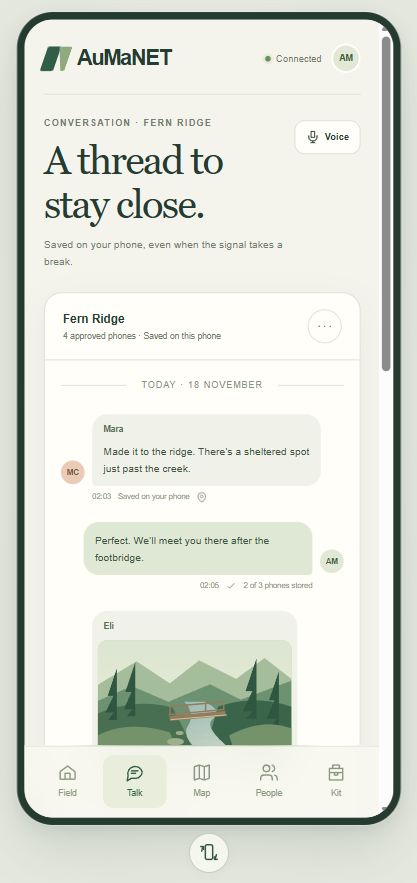 AuMaNET
Connected
AM
CONVERSATION · FERN RIDGE
Voice
A thread to
stay close.
Saved on your phone, even when the signal takes a
break.
Fern Ridge
4 approved phones · Saved on this phone
TODAY · 18 NOVEMBER
Mara
Made it to the ridge. There's a sheltered spot
just past the creek.
MC
02:03 Saved on your phone
Perfect. We'll meet you there after the
footbridge.
AM
02:05 2 of 3 phones stored
Eli
Field
Talk
Map
People
Kit